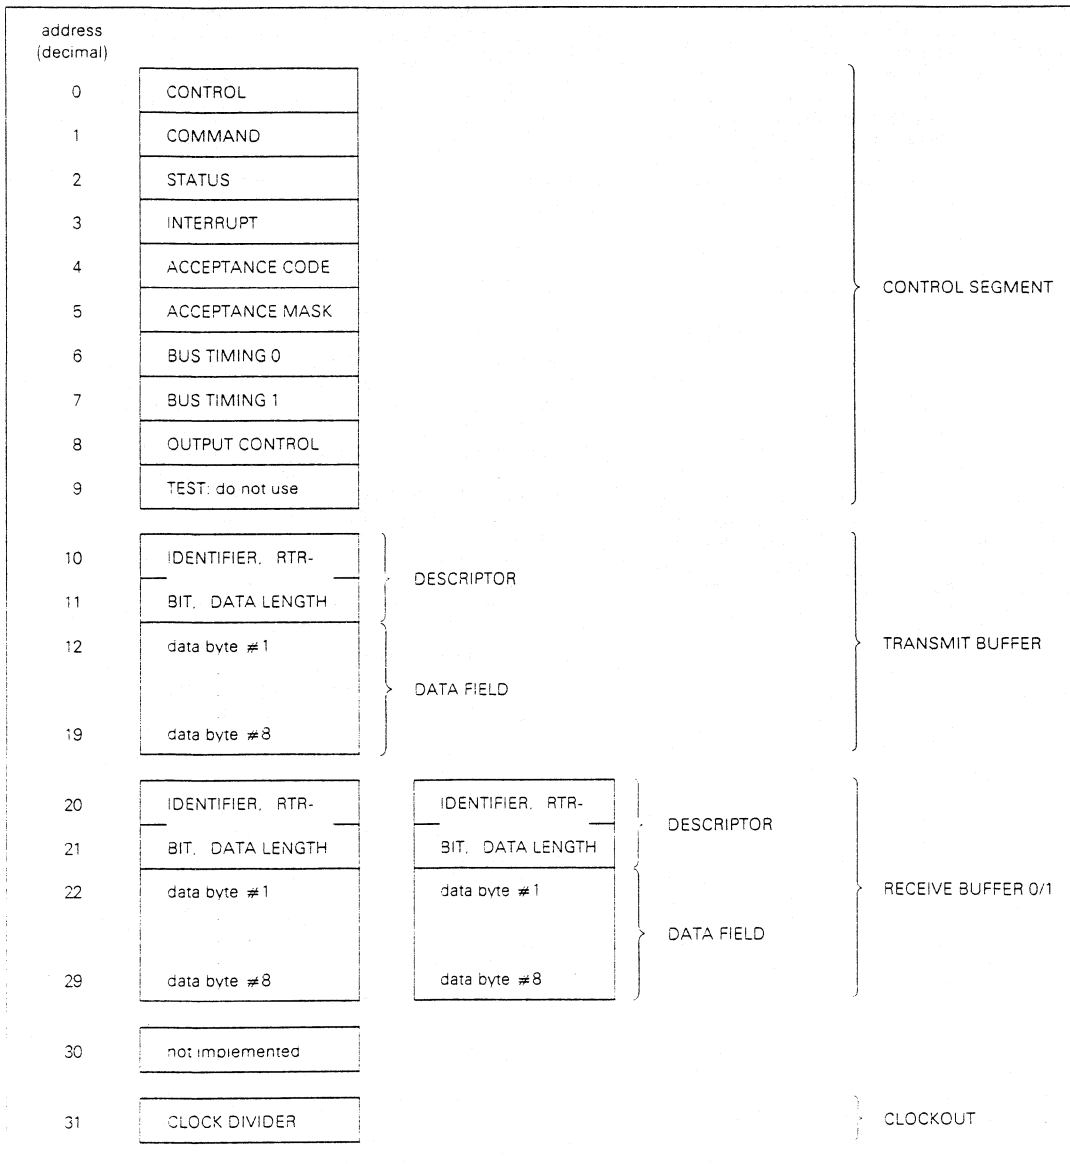 address
(decimal)
0 CONTROL
1 COMMAND
2 STATUS
3 INTERRUPT
4 ACCEPTANCE CODE
CONTROL SEGMENT
5 ACCEPTANCE MASK
6 BUS TIMING 0
7 BUS TIMING 1
8 OUTPUT CONTROL
9 TEST: do not use
10 IDENTIFIER, RTR-
DESCRIPTOR
11 BIT, DATA LENGTH
12 data byte ≠1 TRANSMIT BUFFER
DATA FIELD
19 data byte ≠8
20 IDENTIFIER, RTR- IDENTIFIER, RTR-
DESCRIPTOR
21 BIT, DATA LENGTH BIT, DATA LENGTH
22 data byte ≠1 data byte ≠1 RECEIVE BUFFER 0/1
DATA FIELD
29 data byte ≠8 data byte ≠8
30 not implemented
31 CLOCK DIVIDER CLOCKOUT